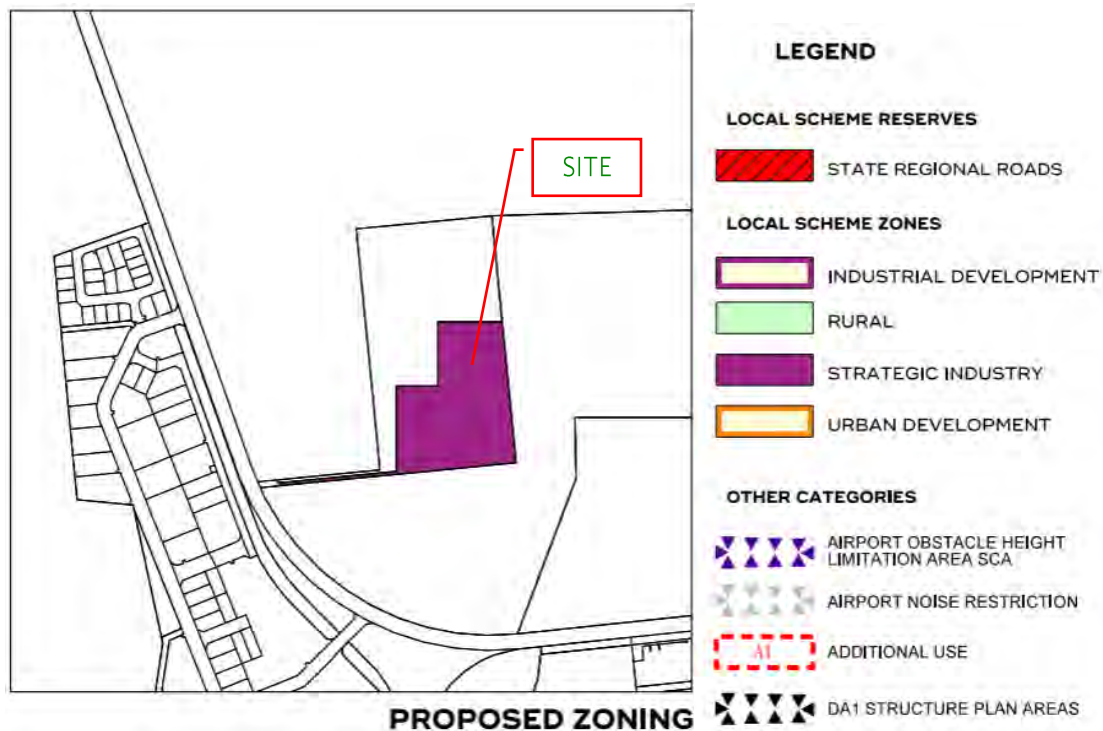 SITE
PROPOSED ZONING
LEGEND
LOCAL SCHEME RESERVES
STATE REGIONAL ROADS
LOCAL SCHEME ZONES
INDUSTRIAL DEVELOPMENT
RURAL
STRATEGIC INDUSTRY
URBAN DEVELOPMENT
OTHER CATEGORIES
AIRPORT OBSTACLE HEIGHT
LIMITATION AREA SCA
AIRPORT NOISE RESTRICTION
A1 ADDITIONAL USE
DA1 STRUCTURE PLAN AREAS